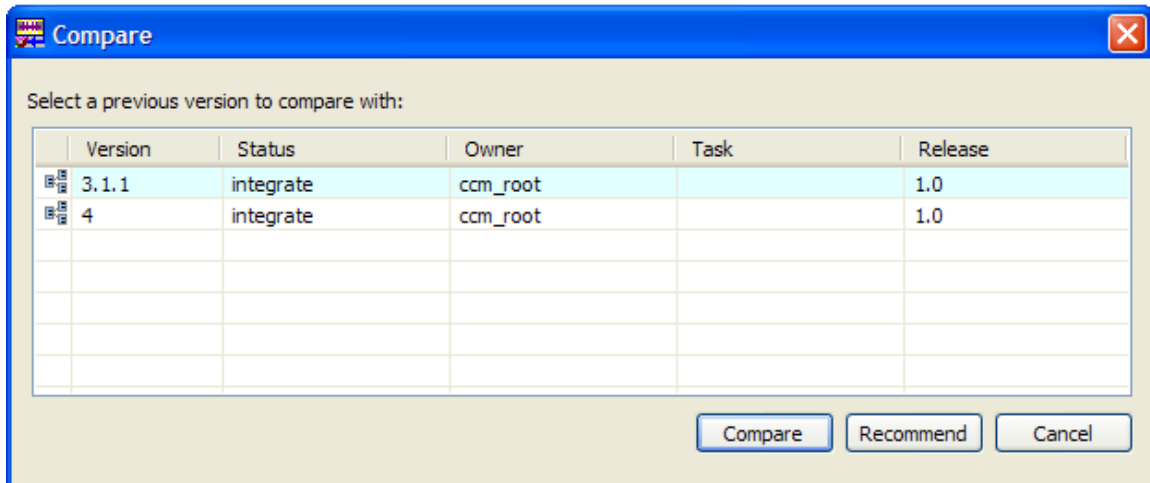 Compare
Select a previous version to compare with:
Version Status Owner Task Release
3.1.1 integrate ccm_root 1.0
4 integrate ccm_root 1.0
Compare Recommend Cancel